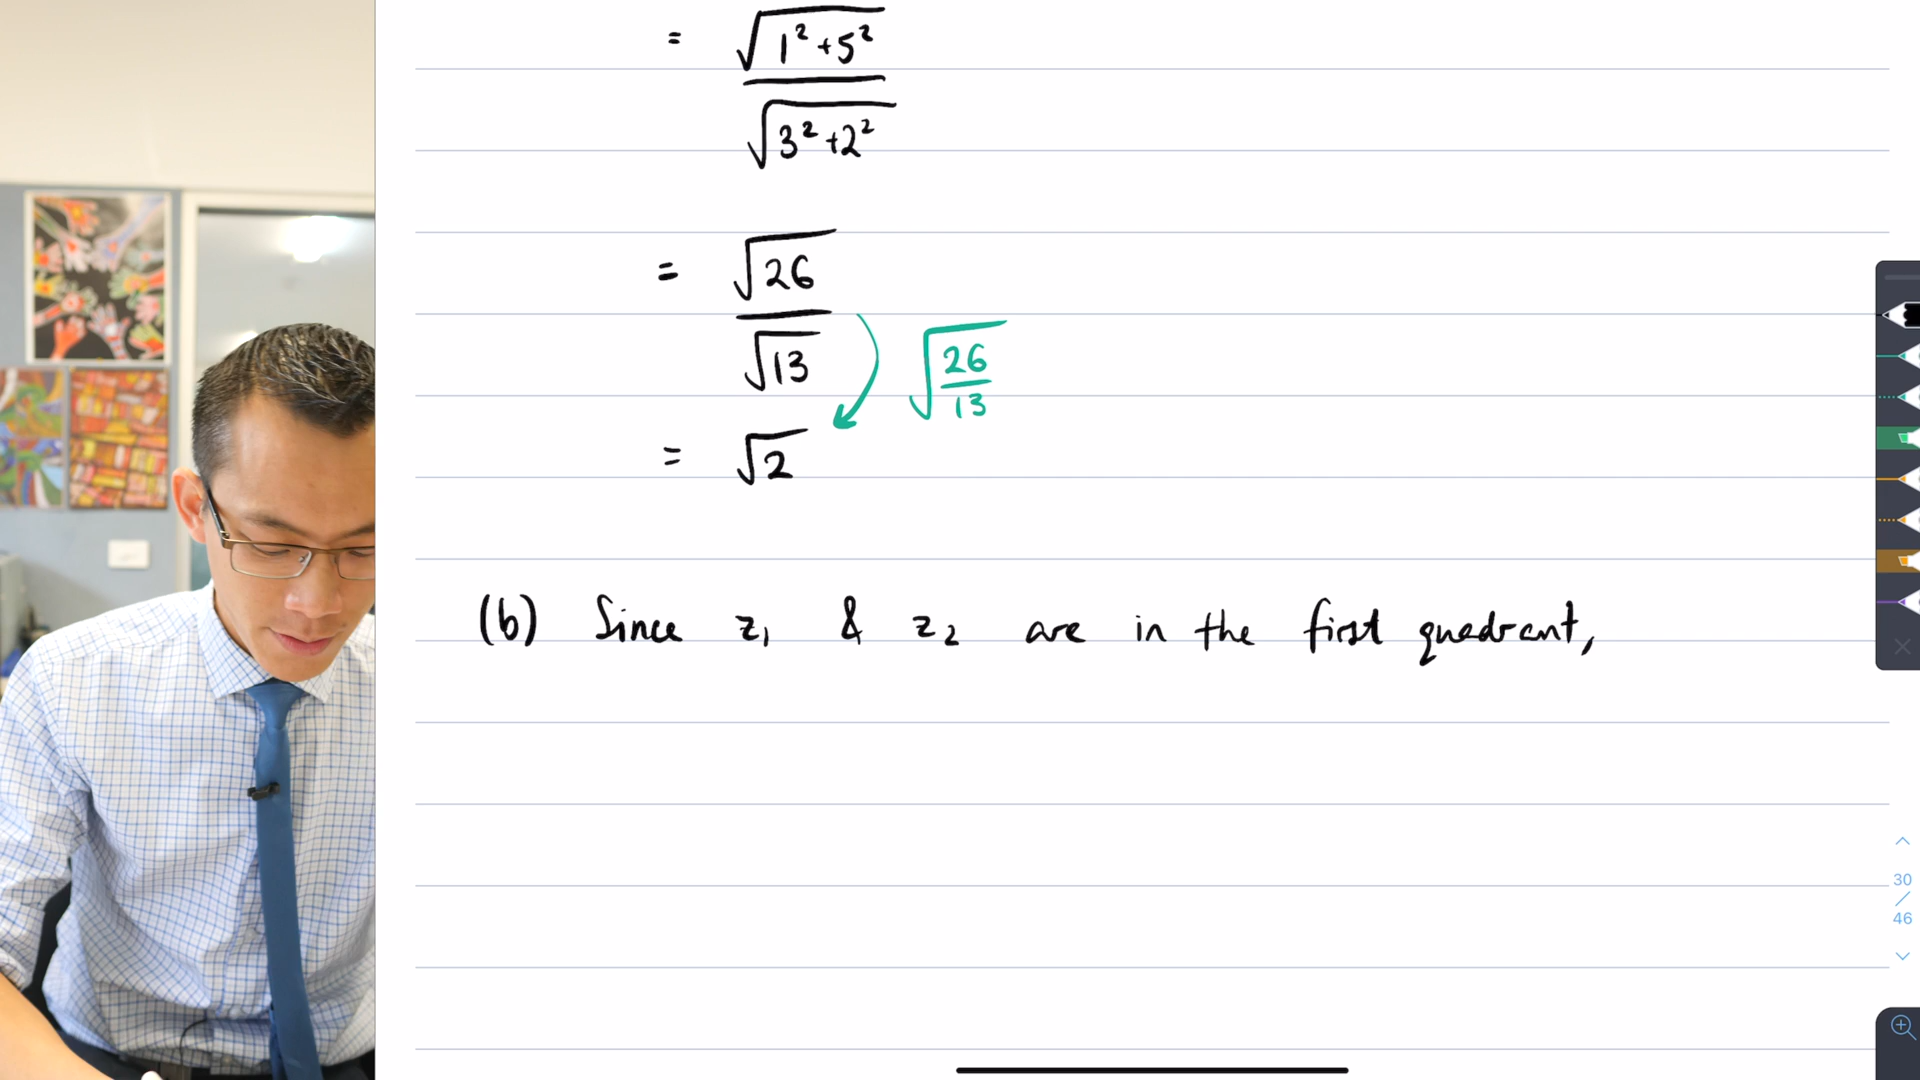 = √(1² + 5²)
√(3² + 2²)
= √26
√13
√(26/13)
= √2
(b) Since z₁ & z₂ are in the first quadrant,
30
/
46